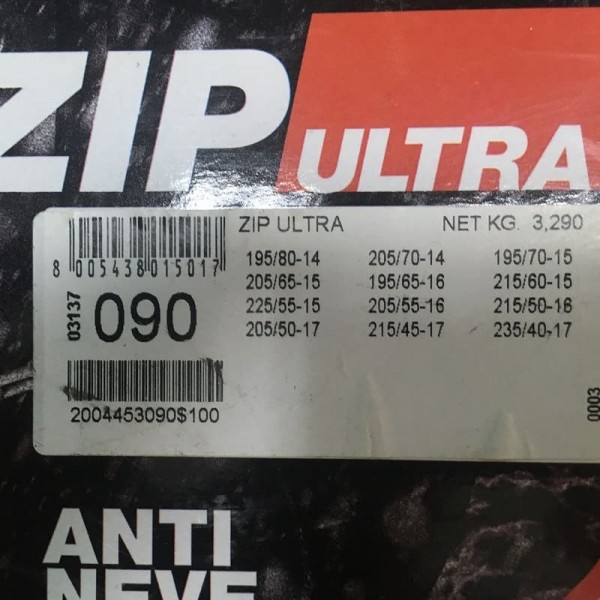 ZIP ULTRA
ZIP ULTRA NET KG. 3,290
195/80-14 205/70-14 195/70-15
205/65-15 195/65-16 215/60-15
225/55-15 205/55-16 215/50-16
205/50-17 215/45-17 235/40-17
8 005438 015017
03137
090
2004453090$100
0003
ANTI
NEVE